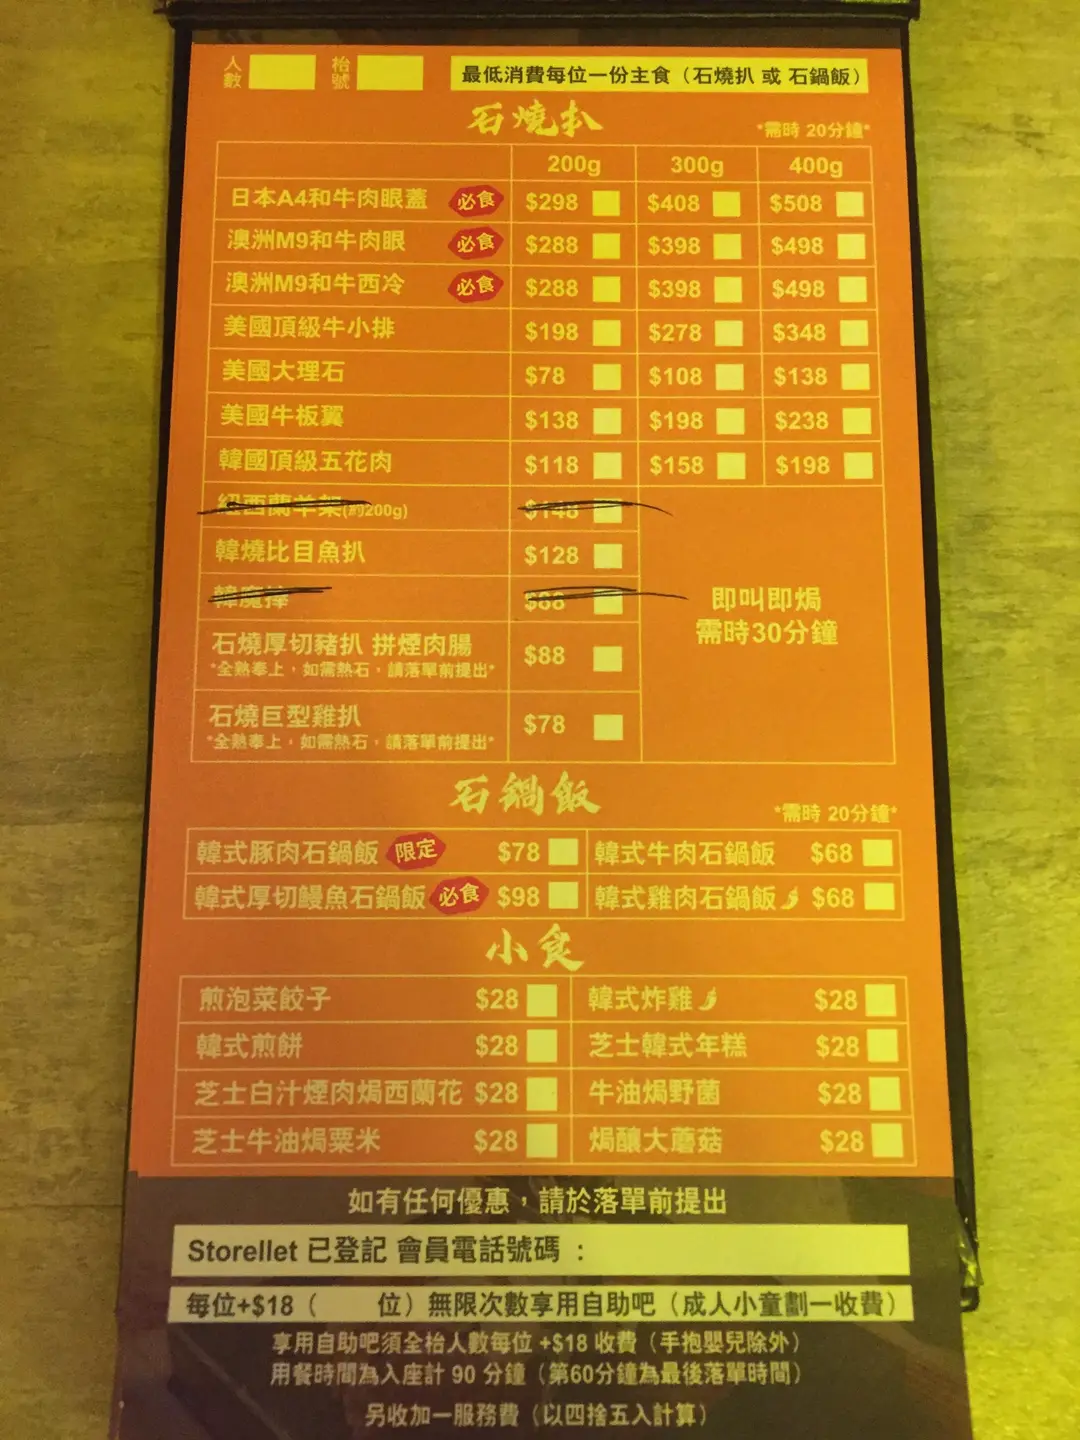 人數 枱號 最低消費每位一份主食（石燒扒 或 石鍋飯）
石燒扒 *需時 20分鐘*
200g 300g 400g
日本A4和牛肉眼蓋 必食 $298 $408 $508
澳洲M9和牛肉眼 必食 $288 $398 $498
澳洲M9和牛西冷 必食 $288 $398 $498
美國頂級牛小排 $198 $278 $348
美國大理石 $78 $108 $138
美國牛板翼 $138 $198 $238
韓國頂級五花肉 $118 $158 $198
紐西蘭羊架(約200g) $148
韓燒比目魚扒 $128
韓魔捧 $88
即叫即焗
需時30分鐘
石燒厚切豬扒 拼煙肉腸 $88
*全熟奉上，如需熱石，請落單前提出*
石燒巨型雞扒 $78
*全熟奉上，如需熱石，請落單前提出*
石鍋飯 *需時 20分鐘*
韓式豚肉石鍋飯 限定 $78 韓式牛肉石鍋飯 $68
韓式厚切鰻魚石鍋飯 必食 $98 韓式雞肉石鍋飯 $68
小食
煎泡菜餃子 $28 韓式炸雞 $28
韓式煎餅 $28 芝士韓式年糕 $28
芝士白汁煙肉焗西蘭花 $28 牛油焗野菌 $28
芝士牛油焗粟米 $28 焗釀大蘑菇 $28
如有任何優惠，請於落單前提出
Storellet 已登記 會員電話號碼 ：
每位+$18（ 位）無限次數享用自助吧（成人小童劃一收費）
享用自助吧須全枱人數每位 +$18 收費（手抱嬰兒除外）
用餐時間為入座計 90 分鐘（第60分鐘為最後落單時間）
另收加一服務費（以四捨五入計算）